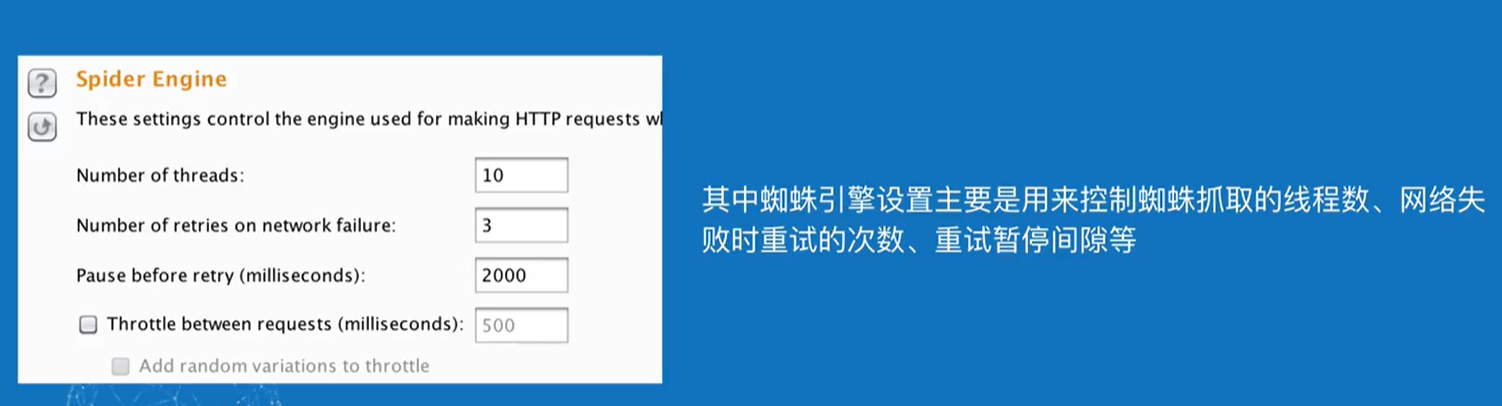 Spider Engine
These settings control the engine used for making HTTP requests
Number of threads:
10
Number of retries on network failure:
3
Pause before retry (milliseconds):
2000
Throttle between requests (milliseconds):
500
Add random variations to throttle
其中蜘蛛引擎设置主要是用来控制蜘蛛抓取的线程数、网络失
败时重试的次数、重试暂停间隙等